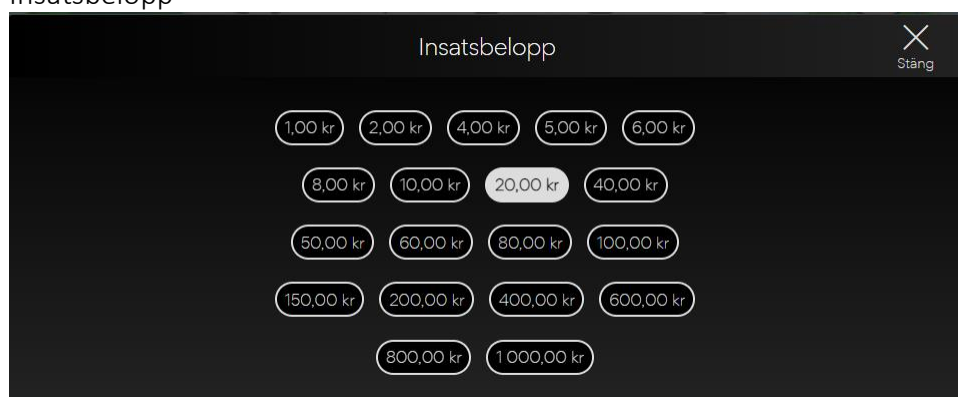 Insatsbelopp
Insatsbelopp
Stäng
1,00 kr 2,00 kr 4,00 kr 5,00 kr 6,00 kr
8,00 kr 10,00 kr 20,00 kr 40,00 kr
50,00 kr 60,00 kr 80,00 kr 100,00 kr
150,00 kr 200,00 kr 400,00 kr 600,00 kr
800,00 kr 1 000,00 kr